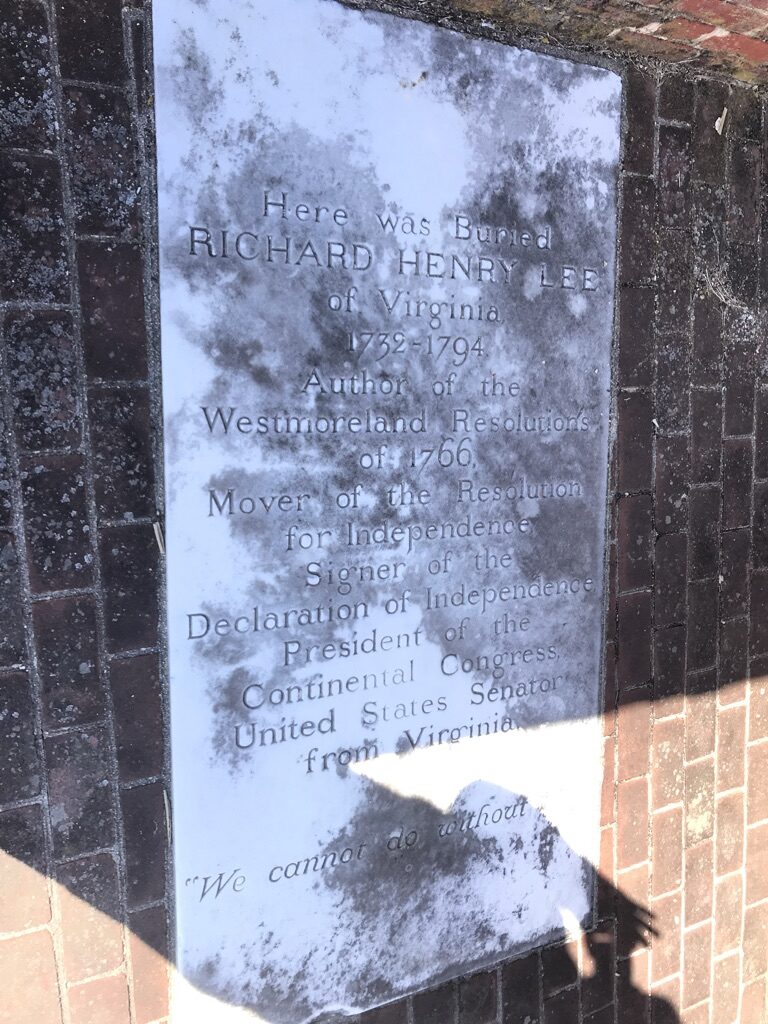 Here was Buried
RICHARD HENRY LEE
of Virginia
1732-1794
Author of the
Westmoreland Resolutions
of 1766,
Mover of the Resolution
for Independence
Signer of the
Declaration of Independence,
President of the
Continental Congress,
United States Senator
from Virginia.
"We cannot do without